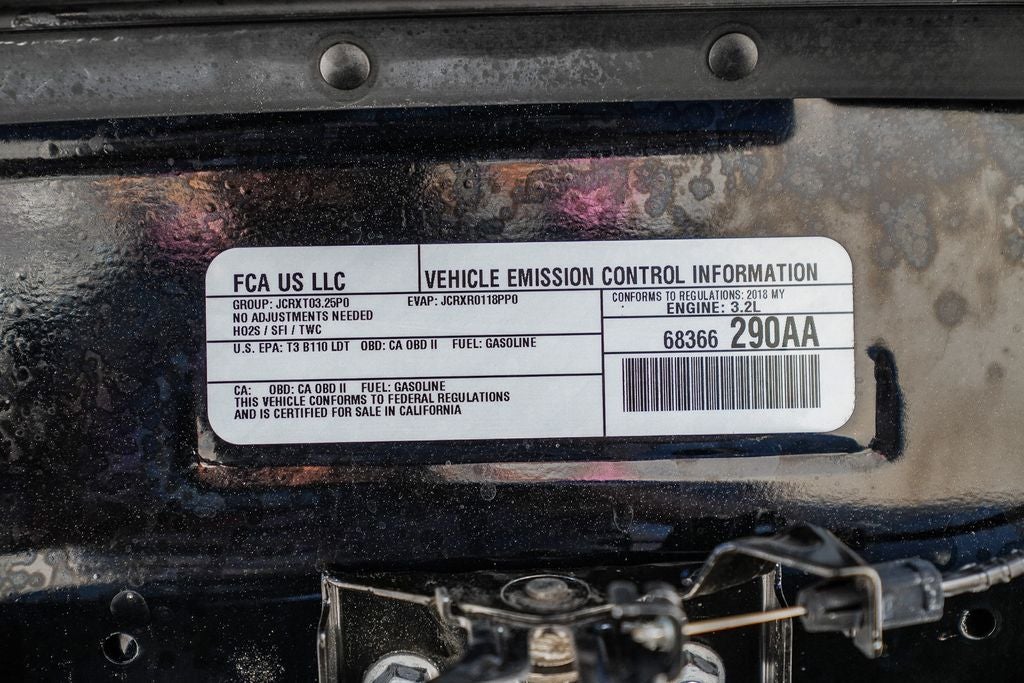 FCA US LLC
VEHICLE EMISSION CONTROL INFORMATION
GROUP: JCRXT03.25P0 EVAP: JCRXR0118PP0
NO ADJUSTMENTS NEEDED
HO2S / SFI / TWC
U.S. EPA: T3 B110 LDT OBD: CA OBD II FUEL: GASOLINE
CA: OBD: CA OBD II FUEL: GASOLINE
THIS VEHICLE CONFORMS TO FEDERAL REGULATIONS
AND IS CERTIFIED FOR SALE IN CALIFORNIA
CONFORMS TO REGULATIONS: 2018 MY
ENGINE: 3.2L
68366 290AA